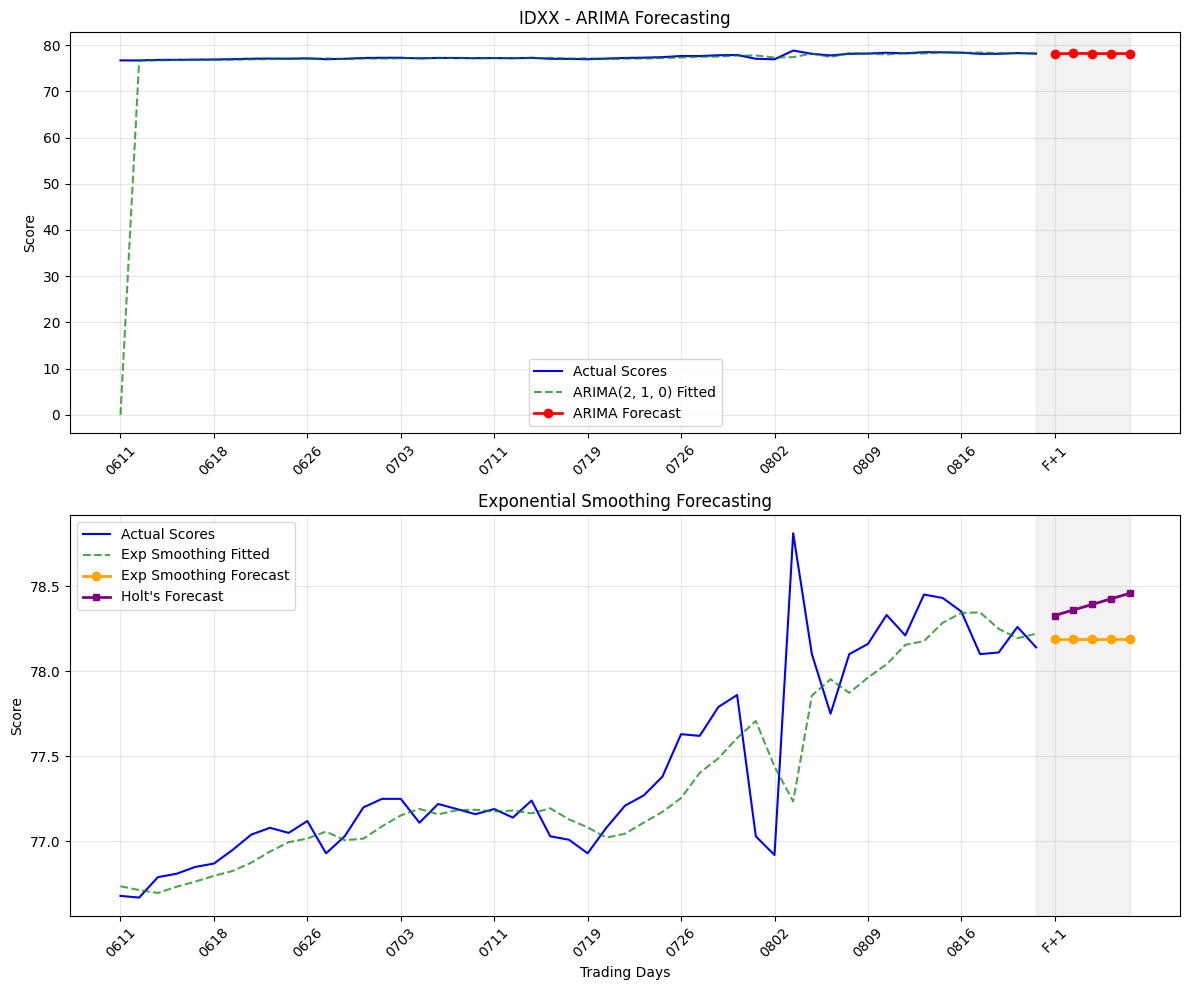 IDXX - ARIMA Forecasting
Score
80
70
60
50
40
30
20
10
0
Actual Scores
ARIMA(2, 1, 0) Fitted
ARIMA Forecast
0611
0618
0626
0703
0711
0719
0726
0802
0809
0816
F+1
Exponential Smoothing Forecasting
Score
78.5
78.0
77.5
77.0
Actual Scores
Exp Smoothing Fitted
Exp Smoothing Forecast
Holt's Forecast
0611
0618
0626
0703
0711
0719
0726
0802
0809
0816
F+1
Trading Days